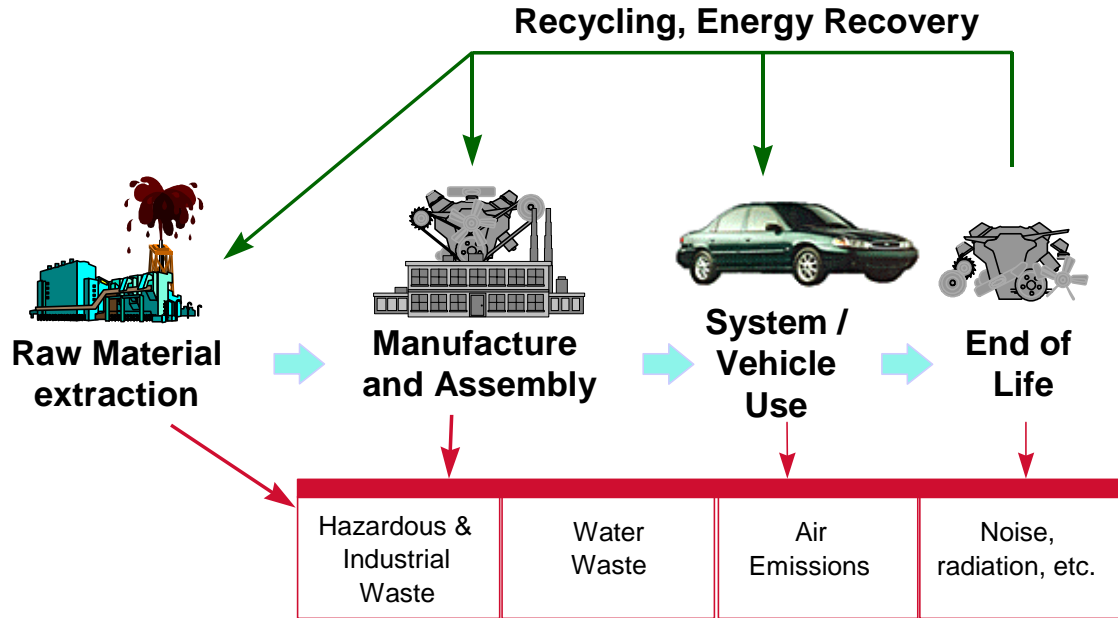 Recycling, Energy Recovery
Raw Material
extraction
Manufacture
and Assembly
System /
Vehicle
Use
End of
Life
Hazardous &
Industrial
Waste
Water
Waste
Air
Emissions
Noise,
radiation, etc.